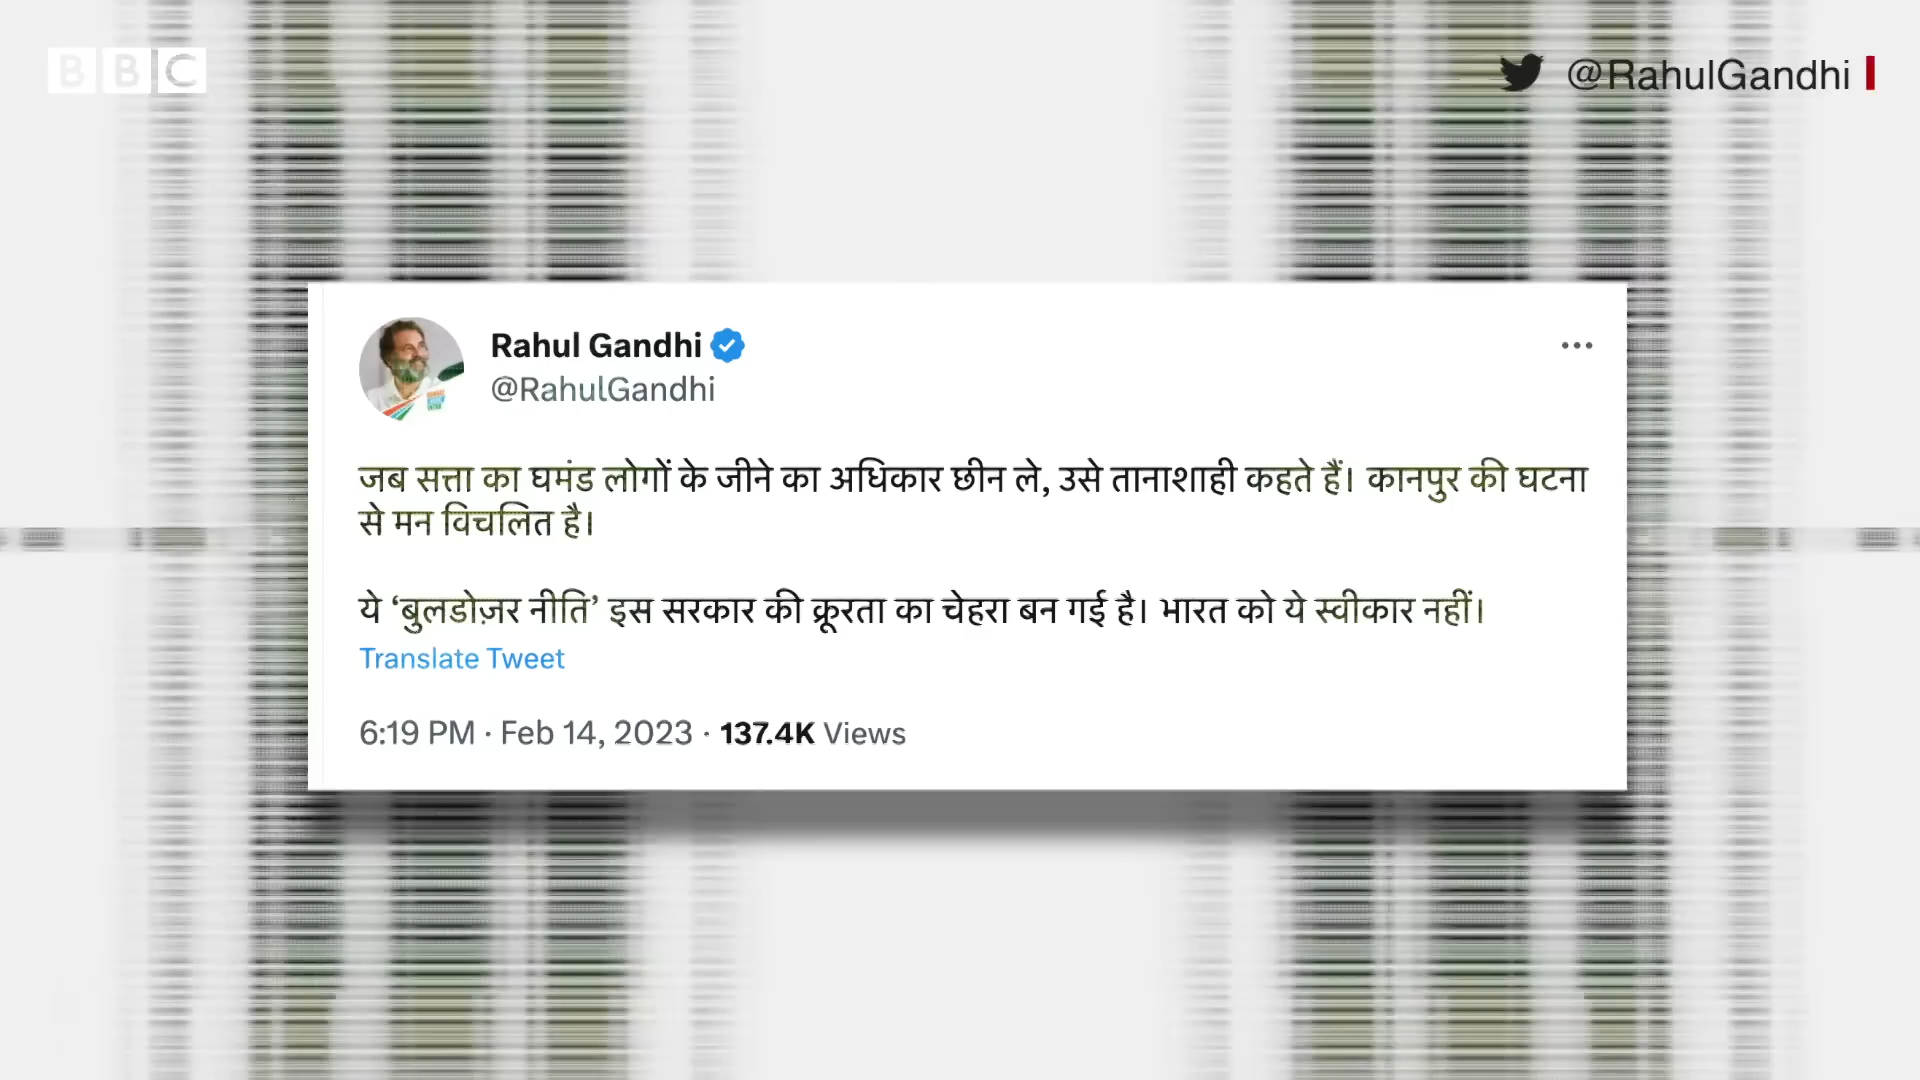 BBC
@RahulGandhi
Rahul Gandhi
@RahulGandhi
जब सत्ता का घमंड लोगों के जीने का अधिकार छीन ले, उसे तानाशाही कहते हैं। कानपुर की घटना
से मन विचलित है।
ये ‘बुलडोज़र नीति’ इस सरकार की क्रूरता का चेहरा बन गई है। भारत को ये स्वीकार नहीं।
Translate Tweet
6:19 PM · Feb 14, 2023 · 137.4K Views